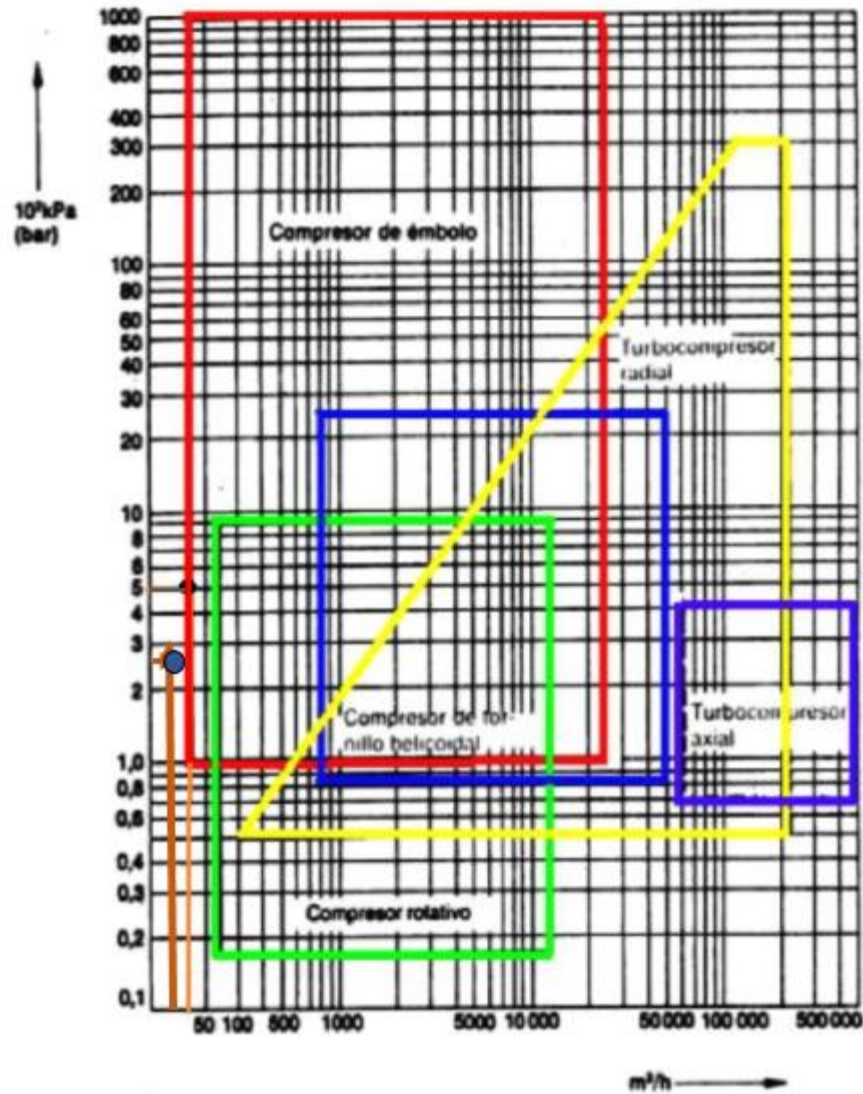 1000
800
600
400
300
200
10²kPa
(bar)
Compresor de émbolo
100
80
60
50
40
30
20
Turbocompresor
radial
10
8
6
5
4
3
2
Compresor de tor-
nillo helicoidal
Turbocompresor
axial
1,0
0,8
0,6
0,4
0,3
0,2
0,1
Compresor rotativo
50 100 500 1000 5000 10 000 50 000 100 000 500 000
m³/h